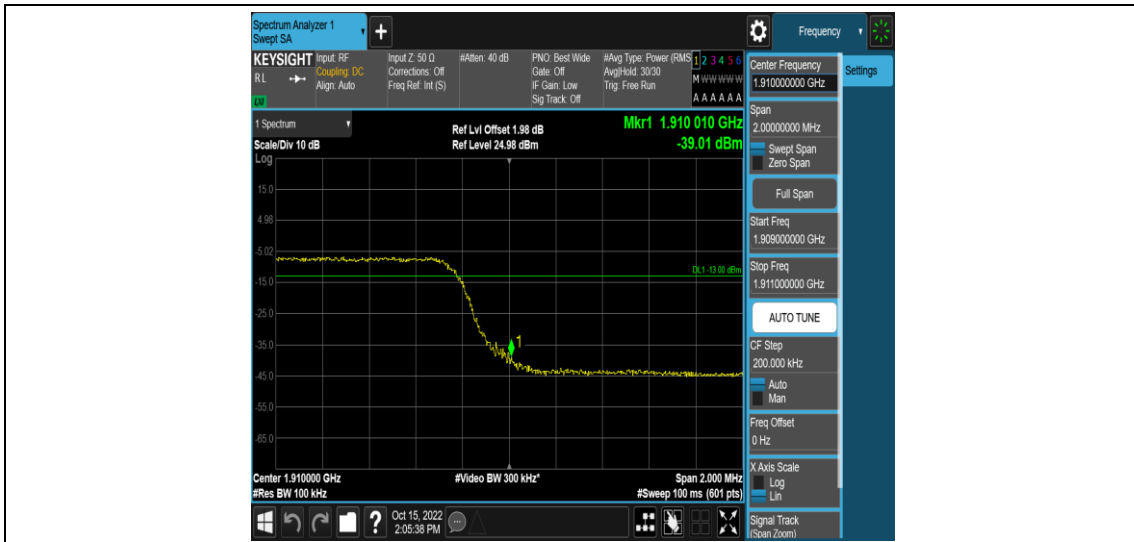 Spectrum Analyzer 1
Swept SA
+
Frequency
KEYSIGHT
RL
LXI
Input: RF
Coupling: DC
Align: Auto
Input Z: 50 Ω
Corrections: Off
Freq Ref: Int (S)
#Atten: 40 dB
PNO: Best Wide
Gate: Off
IF Gain: Low
Sig Track: Off
#Avg Type: Power (RMS
Avg|Hold: 30/30
Trig: Free Run
1 2 3 4 5 6
M W W W W W
A A A A A A
Center Frequency
1.910000000 GHz
Settings
Span
2.00000000 MHz
Swept Span
Zero Span
Full Span
Start Freq
1.909000000 GHz
Stop Freq
1.911000000 GHz
AUTO TUNE
CF Step
200.000 kHz
Auto
Man
Freq Offset
0 Hz
X Axis Scale
Log
Lin
Signal Track
(Span Zoom)
1 Spectrum
Scale/Div 10 dB
Ref Lvl Offset 1.98 dB
Ref Level 24.98 dBm
Mkr1 1.910 010 GHz
-39.01 dBm
Log
15.0
4.98
-5.02
DL1 -13.00 dBm
-15.0
-25.0
-35.0
1
-45.0
-55.0
-65.0
Center 1.910000 GHz
#Video BW 300 kHz*
Span 2.000 MHz
#Res BW 100 kHz
#Sweep 100 ms (601 pts)
?
Oct 15, 2022
2:05:38 PM